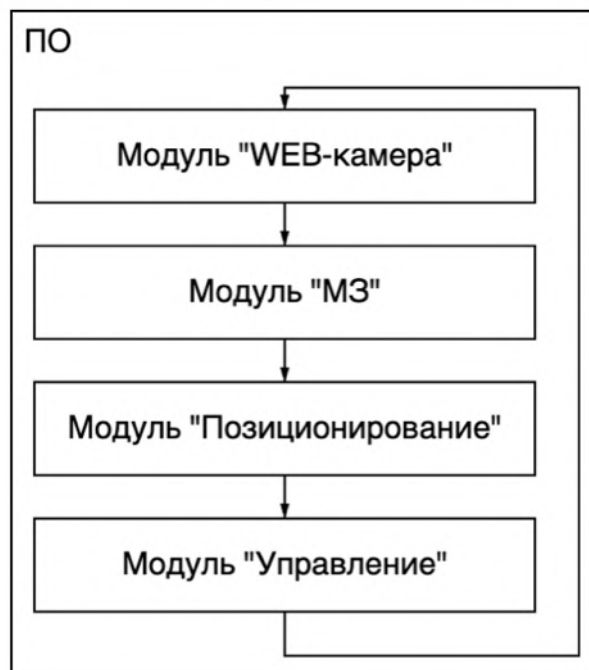 ПО
Модуль "WEB-камера"
Модуль "МЗ"
Модуль "Позиционирование"
Модуль "Управление"